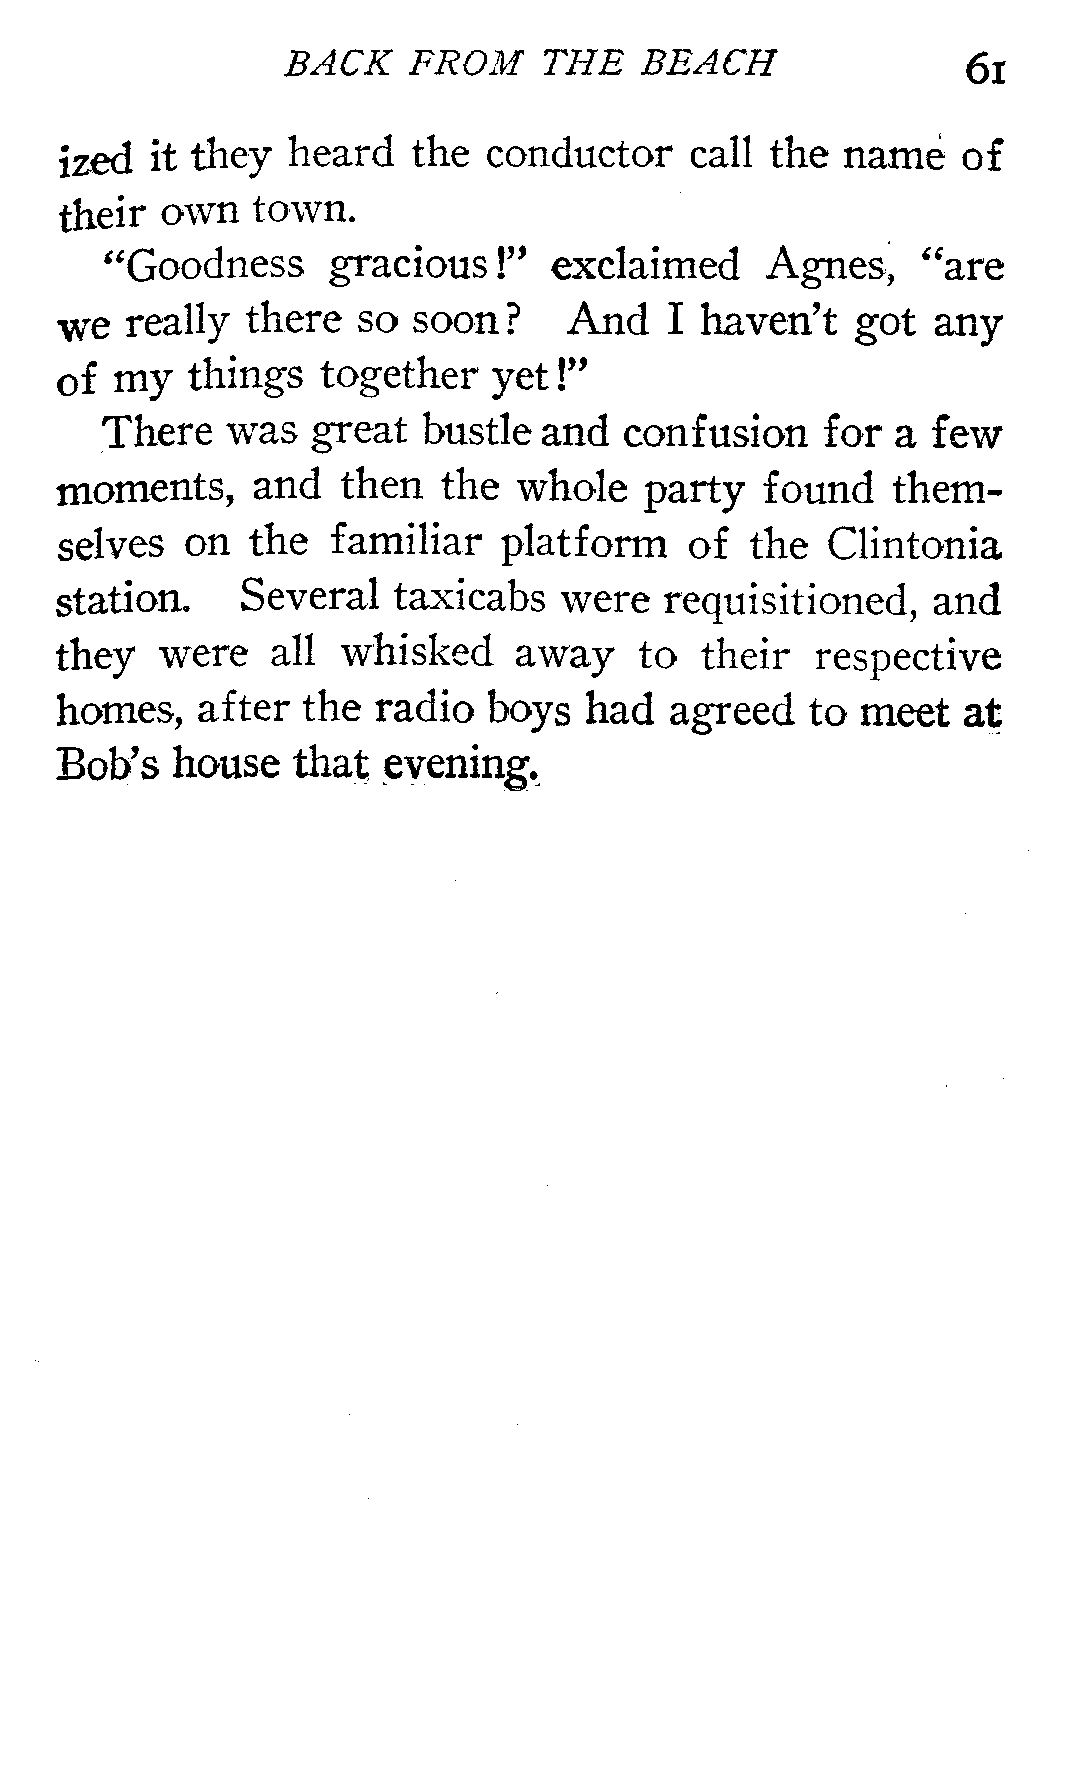 BACK FROM THE BEACH 61
ized it they heard the conductor call the name of
their own town.
"Goodness gracious!" exclaimed Agnes, "are
we really there so soon? And I haven't got any
of my things together yet!"
There was great bustle and confusion for a few
moments, and then the whole party found them-
selves on the familiar platform of the Clintonia
station. Several taxicabs were requisitioned, and
they were all whisked away to their respective
homes, after the radio boys had agreed to meet at
Bob's house that evening.